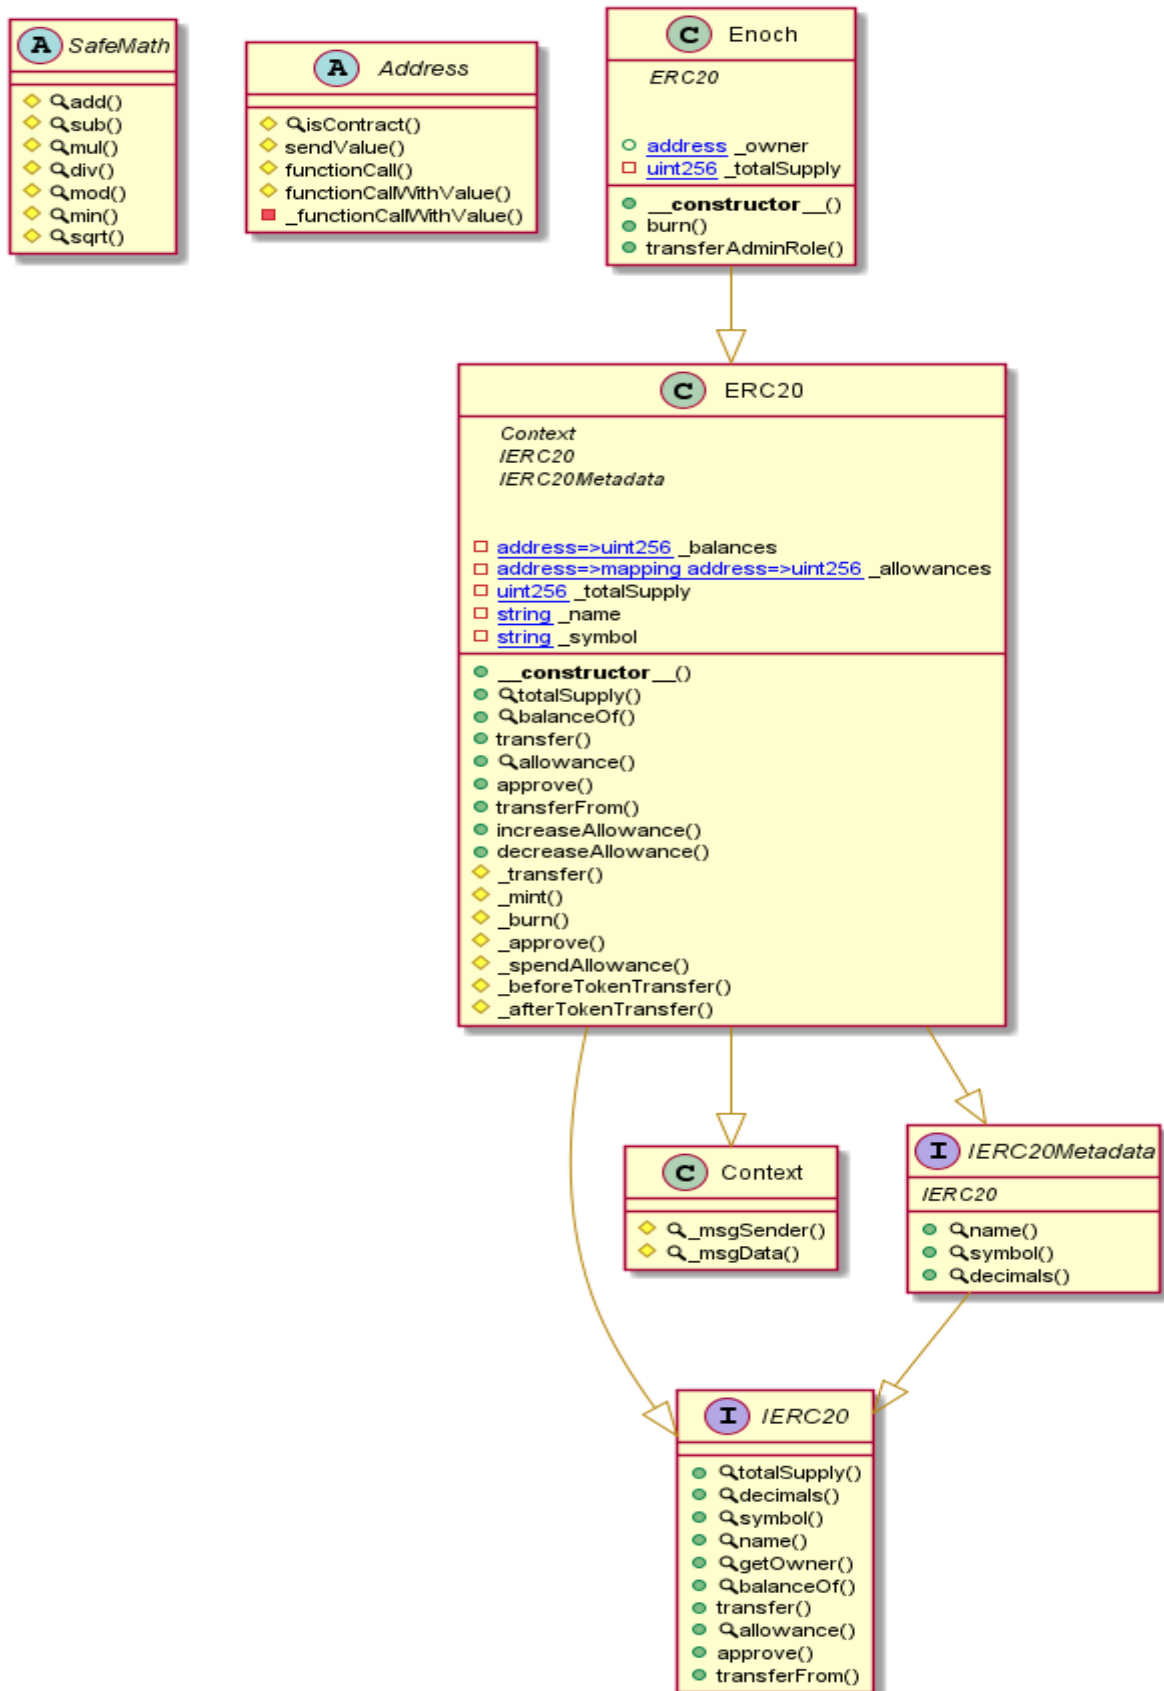 A SafeMath
add()
sub()
mul()
div()
mod()
min()
sqrt()
A Address
isContract()
sendValue()
functionCall()
functionCallWithValue()
_functionCallWithValue()
C Enoch
ERC20
address _owner
uint256 _totalSupply
__constructor__()
burn()
transferAdminRole()
C ERC20
Context
IERC20
IERC20Metadata
address=>uint256 _balances
address=>mapping address=>uint256 _allowances
uint256 _totalSupply
string _name
string _symbol
__constructor__()
totalSupply()
balanceOf()
transfer()
allowance()
approve()
transferFrom()
increaseAllowance()
decreaseAllowance()
_transfer()
_mint()
_burn()
_approve()
_spendAllowance()
_beforeTokenTransfer()
_afterTokenTransfer()
C Context
_msgSender()
_msgData()
I IERC20Metadata
IERC20
name()
symbol()
decimals()
I IERC20
totalSupply()
decimals()
symbol()
name()
getOwner()
balanceOf()
transfer()
allowance()
approve()
transferFrom()